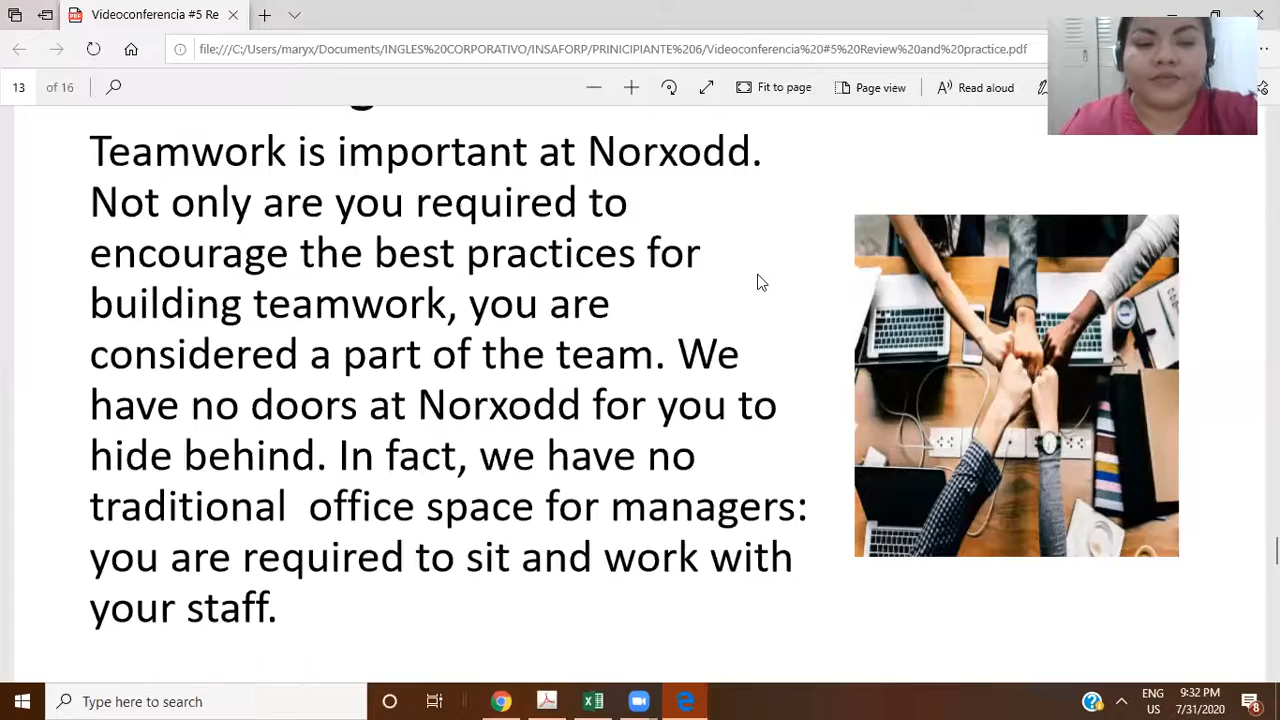 Videoconferencia #5 Re
file:///C:/Users/maryx/Documents/INGLES%20CORPORATIVO/INSAFORP/PRINICIPIANTE%206/Videoconferencia%20#5%20Review%20and%20practice.pdf
13 of 16
Fit to page
Page view
Read aloud
Teamwork is important at Norxodd.
Not only are you required to
encourage the best practices for
building teamwork, you are
considered a part of the team. We
have no doors at Norxodd for you to
hide behind. In fact, we have no
traditional office space for managers:
you are required to sit and work with
your staff.
Type here to search
ENG
US
9:32 PM
7/31/2020
8